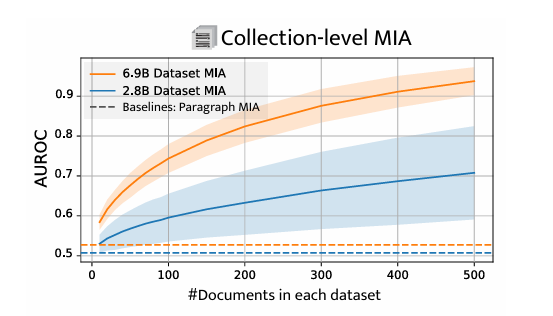 Collection-level MIA
6.9B Dataset MIA
2.8B Dataset MIA
Baselines: Paragraph MIA
AUROC
0.9
0.8
0.7
0.6
0.5
0 100 200 300 400 500
#Documents in each dataset